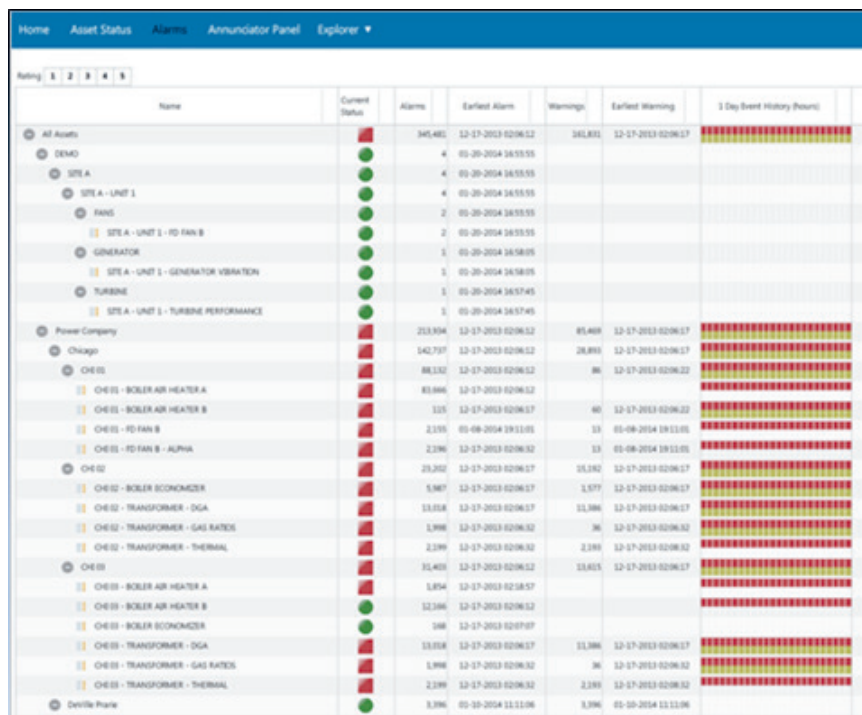 Home Asset Status Alarms Annunciator Panel Explorer ▼
Rating 1 2 3 4 5
Name Current Status Alarms Earliest Alarm Warnings Earliest Warning 1 Day Event History (hours)
All Assets 345,481 12-17-2013 02:06:12 161,831 12-17-2013 02:06:17
DEMO 4 01-20-2014 16:55:55
SITE A 4 01-20-2014 16:55:55
SITE A - UNIT 1 4 01-20-2014 16:55:55
FANS 2 01-20-2014 16:55:55
SITE A - UNIT 1 - FD FAN B 2 01-20-2014 16:55:55
GENERATOR 1 01-20-2014 16:58:05
SITE A - UNIT 1 - GENERATOR VIBRATION 1 01-20-2014 16:58:05
TURBINE 1 01-20-2014 16:57:45
SITE A - UNIT 1 - TURBINE PERFORMANCE 1 01-20-2014 16:57:45
Power Company 213,934 12-17-2013 02:06:12 85,469 12-17-2013 02:06:17
Chicago 142,737 12-17-2013 02:06:12 28,893 12-17-2013 02:06:17
CHI 01 88,132 12-17-2013 02:06:12 86 12-17-2013 02:06:22
CHI 01 - BOILER AIR HEATER A 83,666 12-17-2013 02:06:12
CHI 01 - BOILER AIR HEATER B 115 12-17-2013 02:06:17 60 12-17-2013 02:06:22
CHI 01 - FD FAN B 2,155 01-08-2014 19:11:01 13 01-08-2014 19:11:01
CHI 01 - FD FAN B - ALPHA 2,196 12-17-2013 02:06:32 13 01-08-2014 19:11:01
CHI 02 23,202 12-17-2013 02:06:17 15,192 12-17-2013 02:06:17
CHI 02 - BOILER ECONOMIZER 5,987 12-17-2013 02:06:17 1,577 12-17-2013 02:06:17
CHI 02 - TRANSFORMER - DGA 13,018 12-17-2013 02:06:17 11,386 12-17-2013 02:06:17
CHI 02 - TRANSFORMER - GAS RATIOS 1,998 12-17-2013 02:06:32 36 12-17-2013 02:06:32
CHI 02 - TRANSFORMER - THERMAL 2,199 12-17-2013 02:06:32 2,193 12-17-2013 02:08:32
CHI 03 31,403 12-17-2013 02:06:12 13,615 12-17-2013 02:06:17
CHI 03 - BOILER AIR HEATER A 1,854 12-17-2013 02:18:57
CHI 03 - BOILER AIR HEATER B 12,166 12-17-2013 02:06:12
CHI 03 - BOILER ECONOMIZER 168 12-17-2013 02:07:07
CHI 03 - TRANSFORMER - DGA 13,018 12-17-2013 02:06:17 11,386 12-17-2013 02:06:17
CHI 03 - TRANSFORMER - GAS RATIOS 1,998 12-17-2013 02:06:32 36 12-17-2013 02:06:32
CHI 03 - TRANSFORMER - THERMAL 2,199 12-17-2013 02:06:32 2,193 12-17-2013 02:08:32
DeVille Prarie 3,396 01-10-2014 11:11:06 3,396 01-10-2014 11:11:06